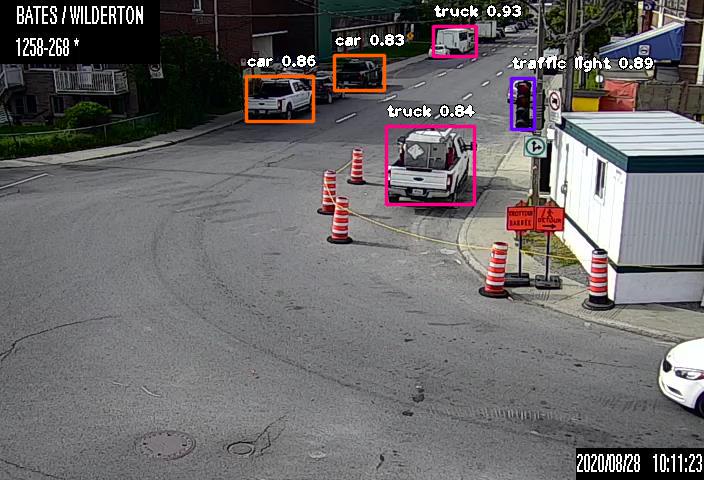 BATES / WILDERTON
1258-268 *
truck 0.93
car 0.83
car 0.86
traffic light 0.89
truck 0.84
TROTTOIR
BARRÉ
DETOUR
2020/08/28 10:11:23